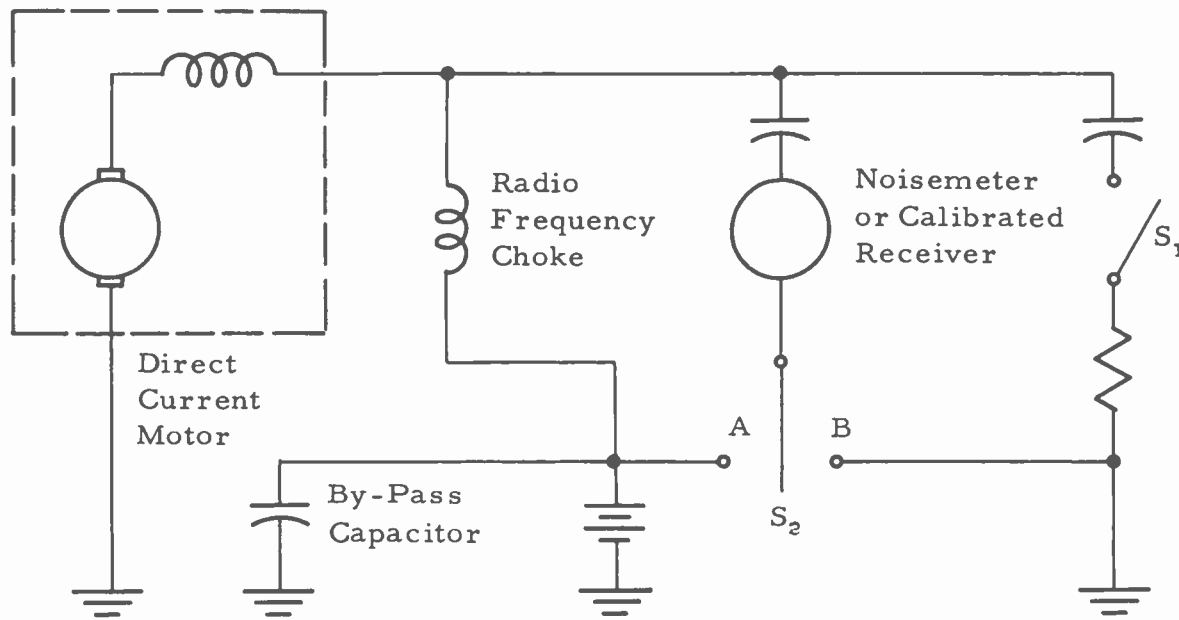 Radio
Frequency
Choke
Noisemeter
or Calibrated
Receiver
S₁
Direct
Current
Motor
A
B
By-Pass
Capacitor
S₂